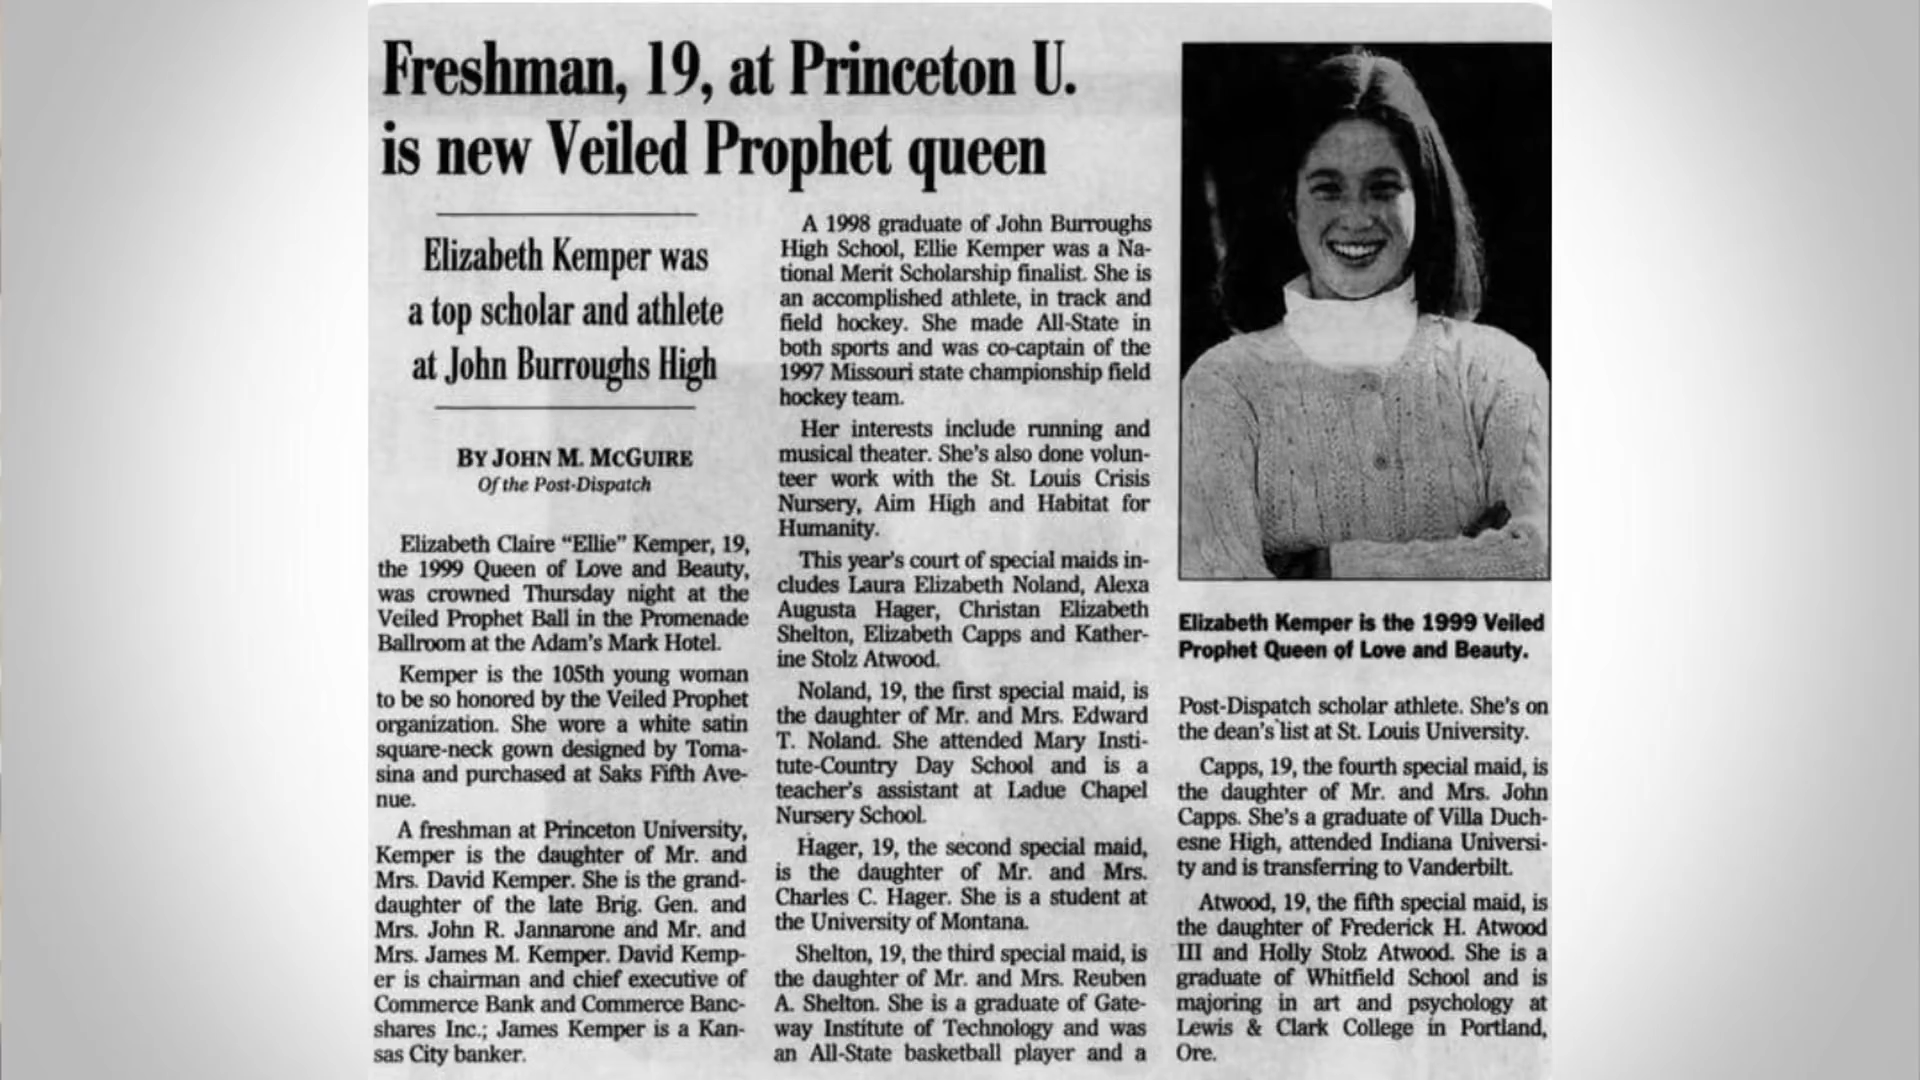 Freshman, 19, at Princeton U.
is new Veiled Prophet queen
Elizabeth Kemper was
a top scholar and athlete
at John Burroughs High
BY JOHN M. MCGUIRE
Of the Post-Dispatch
Elizabeth Claire “Ellie” Kemper, 19,
the 1999 Queen of Love and Beauty,
was crowned Thursday night at the
Veiled Prophet Ball in the Promenade
Ballroom at the Adam's Mark Hotel.
Kemper is the 105th young woman
to be so honored by the Veiled Prophet
organization. She wore a white satin
square-neck gown designed by Toma-
sina and purchased at Saks Fifth Ave-
nue.
A freshman at Princeton University,
Kemper is the daughter of Mr. and
Mrs. David Kemper. She is the grand-
daughter of the late Brig. Gen. and
Mrs. John R. Jannarone and Mr. and
Mrs. James M. Kemper. David Kemp-
er is chairman and chief executive of
Commerce Bank and Commerce Banc-
shares Inc.; James Kemper is a Kan-
sas City banker.
A 1998 graduate of John Burroughs
High School, Ellie Kemper was a Na-
tional Merit Scholarship finalist. She is
an accomplished athlete, in track and
field hockey. She made All-State in
both sports and was co-captain of the
1997 Missouri state championship field
hockey team.
Her interests include running and
musical theater. She's also done volun-
teer work with the St. Louis Crisis
Nursery, Aim High and Habitat for
Humanity.
This year's court of special maids in-
cludes Laura Elizabeth Noland, Alexa
Augusta Hager, Christan Elizabeth
Shelton, Elizabeth Capps and Kather-
ine Stolz Atwood.
Noland, 19, the first special maid, is
the daughter of Mr. and Mrs. Edward
T. Noland. She attended Mary Insti-
tute-Country Day School and is a
teacher's assistant at Ladue Chapel
Nursery School.
Hager, 19, the second special maid,
is the daughter of Mr. and Mrs.
Charles C. Hager. She is a student at
the University of Montana.
Shelton, 19, the third special maid, is
the daughter of Mr. and Mrs. Reuben
A. Shelton. She is a graduate of Gate-
way Institute of Technology and was
an All-State basketball player and a
Elizabeth Kemper is the 1999 Veiled
Prophet Queen of Love and Beauty.
Post-Dispatch scholar athlete. She's on
the dean's list at St. Louis University.
Capps, 19, the fourth special maid, is
the daughter of Mr. and Mrs. John
Capps. She's a graduate of Villa Duch-
esne High, attended Indiana Universi-
ty and is transferring to Vanderbilt.
Atwood, 19, the fifth special maid, is
the daughter of Frederick H. Atwood
III and Holly Stolz Atwood. She is a
graduate of Whitfield School and is
majoring in art and psychology at
Lewis & Clark College in Portland,
Ore.